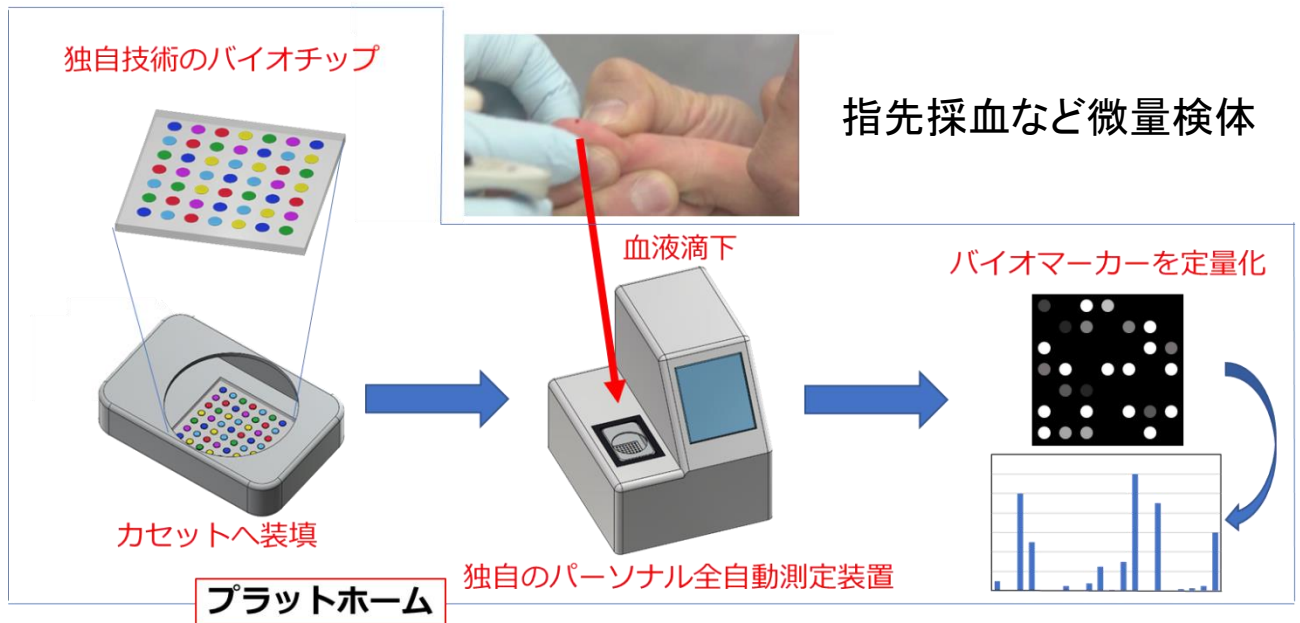 独自技術のバイオチップ
指先採血など微量検体
血液滴下
バイオマーカーを定量化
カセットへ装填
独自のパーソナル全自動測定装置
プラットホーム